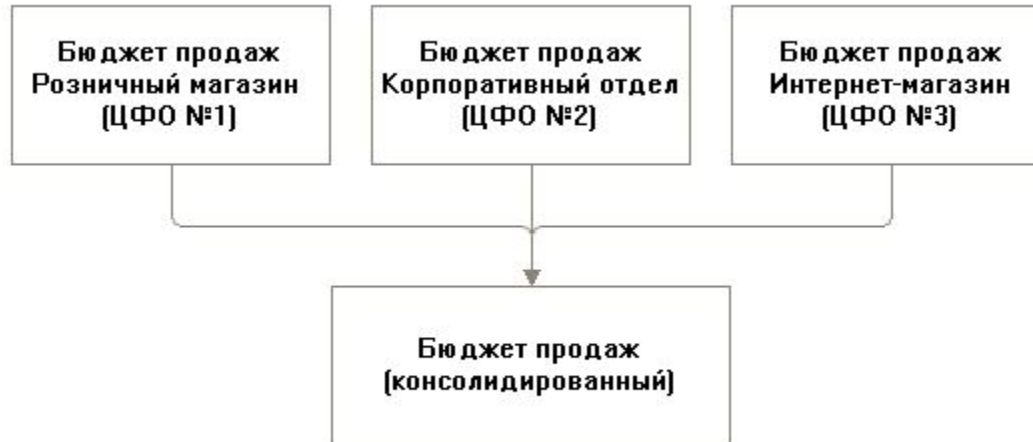 Бюджет продаж
Розничный магазин
(ЦФО №1)
Бюджет продаж
Корпоративный отдел
(ЦФО №2)
Бюджет продаж
Интернет-магазин
(ЦФО №3)
Бюджет продаж
(консолидированный)